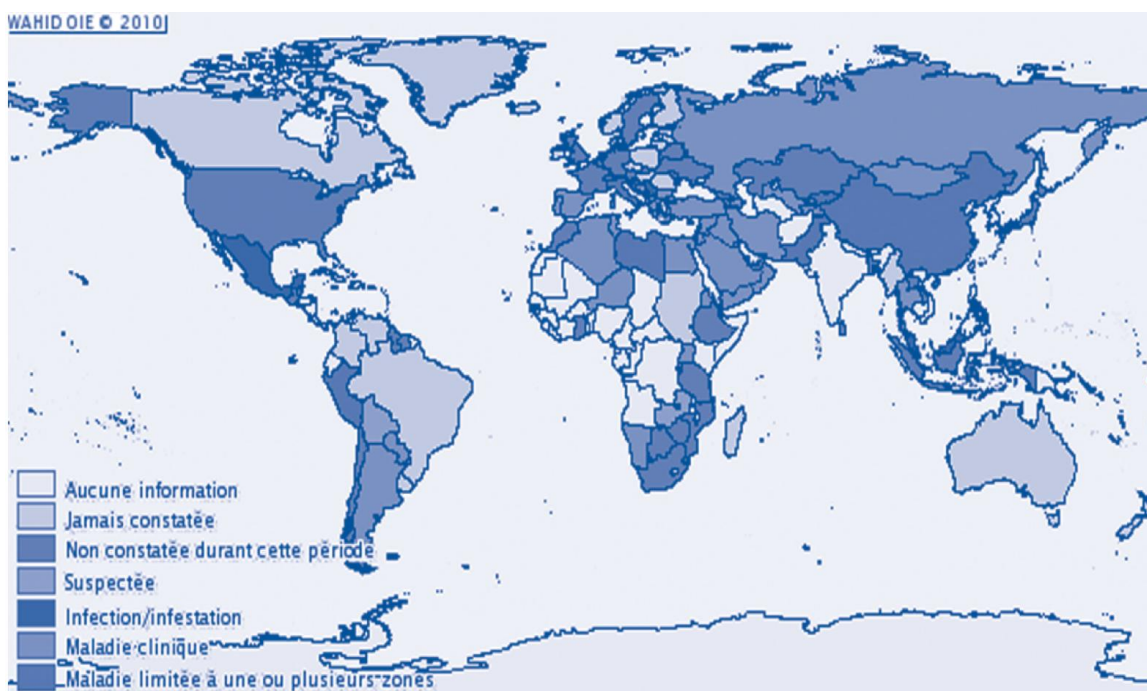 WAHID OIE © 2010
Aucune information
Jamais constatée
Non constatée durant cette période
Suspectée
Infection/infestation
Maladie clinique
Maladie limitée à une ou plusieurs zones